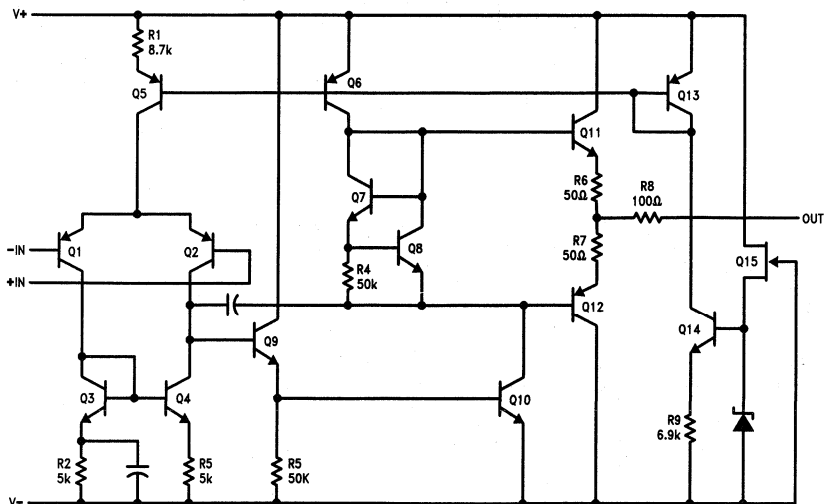 V+
R1
8.7k
Q5
Q6
Q13
Q11
R6
50Ω
R8
100Ω
OUT
Q7
Q8
R7
50Ω
-IN
Q1
Q2
+IN
R4
50k
Q12
Q15
Q14
Q9
Q3
Q4
Q10
R9
6.9k
R2
5k
R5
5k
R5
50K
V-